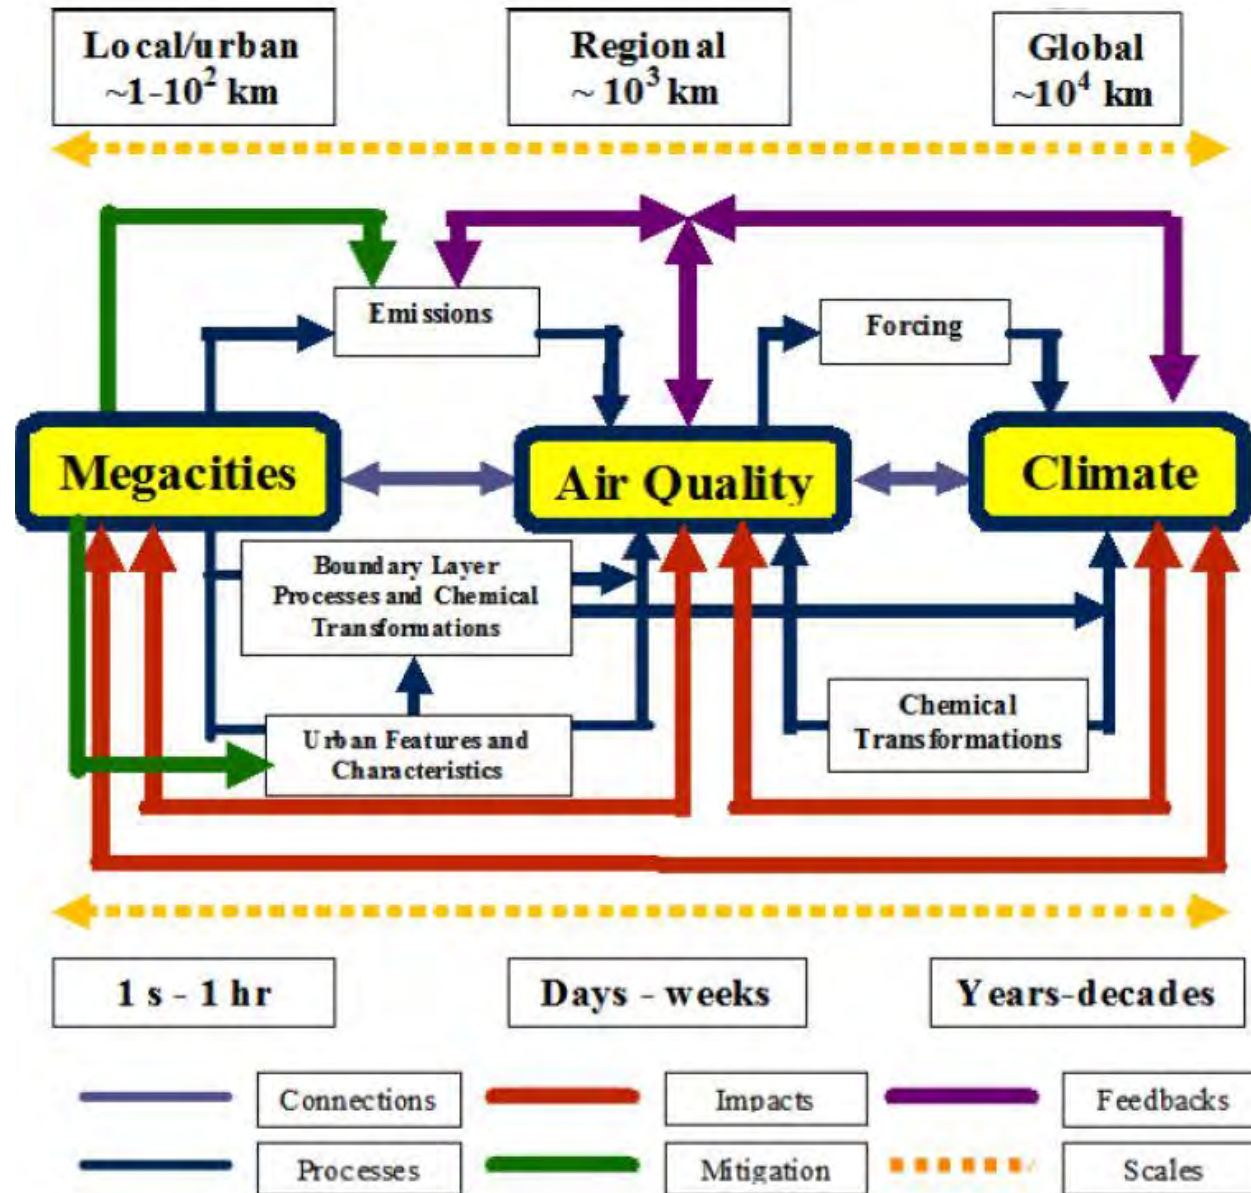 Local/urban
~1-10² km
Regional
~ 10³ km
Global
~10⁴ km
Emissions
Forcing
Megacities
Air Quality
Climate
Boundary Layer
Processes and Chemical
Transformations
Urban Features and
Characteristics
Chemical
Transformations
1 s - 1 hr
Days - weeks
Years-decades
Connections
Impacts
Feedbacks
Processes
Mitigation
Scales